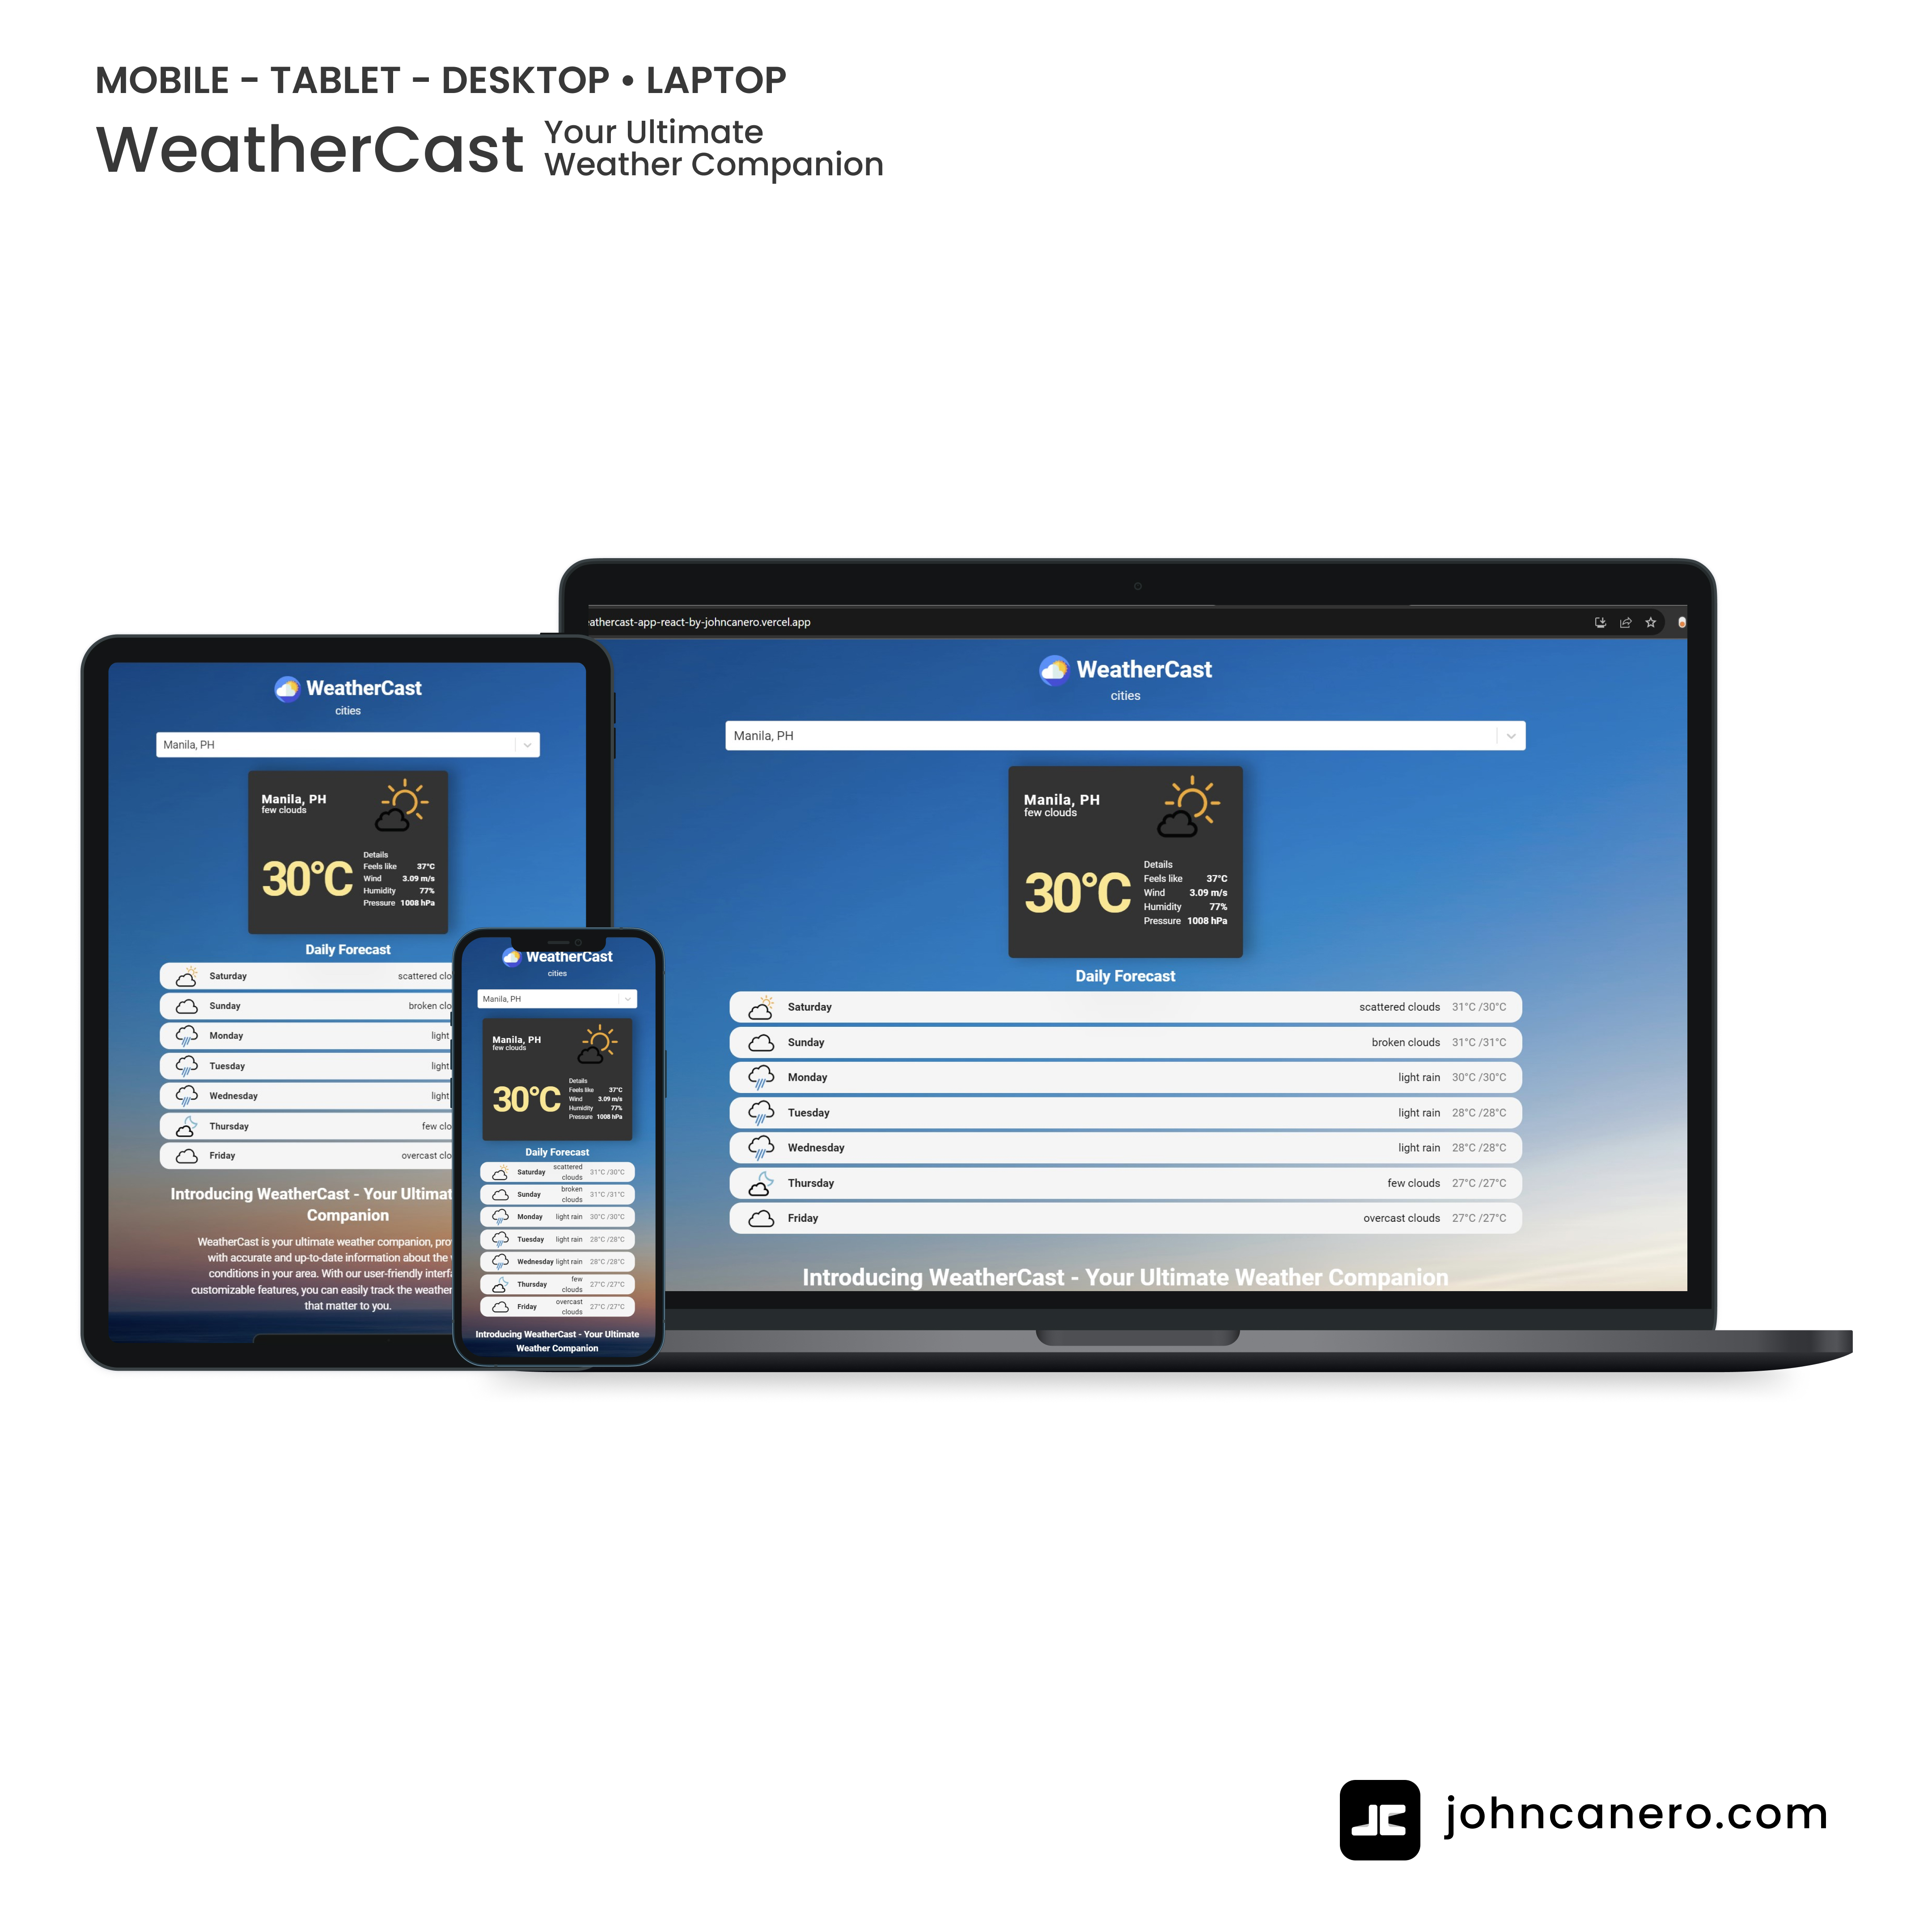 MOBILE - TABLET - DESKTOP • LAPTOP
WeatherCast
Your Ultimate
Weather Companion
athercast-app-react-by-johncanero.vercel.app
WeatherCast
cities
Manila, PH
Manila, PH
few clouds
30°C
Details
Feels like 37°C
Wind 3.09 m/s
Humidity 77%
Pressure 1008 hPa
Daily Forecast
Saturday scattered clouds 31°C /30°C
Sunday broken clouds 31°C /31°C
Monday light rain 30°C /30°C
Tuesday light rain 28°C /28°C
Wednesday light rain 28°C /28°C
Thursday few clouds 27°C /27°C
Friday overcast clouds 27°C /27°C
Introducing WeatherCast - Your Ultimate Weather Companion
WeatherCast
cities
Manila, PH
Manila, PH
few clouds
30°C
Details
Feels like 37°C
Wind 3.09 m/s
Humidity 77%
Pressure 1008 hPa
Daily Forecast
Saturday scattered clo
Sunday broken clo
Monday light
Tuesday light
Wednesday light
Thursday few clo
Friday overcast clo
Introducing WeatherCast - Your Ultimat
Companion
WeatherCast is your ultimate weather companion, pro
with accurate and up-to-date information about the
conditions in your area. With our user-friendly interfa
customizable features, you can easily track the weather
that matter to you.
WeatherCast
cities
Manila, PH
Manila, PH
few clouds
30°C
Details
Feels like 37°C
Wind 3.09 m/s
Humidity 77%
Pressure 1008 hPa
Daily Forecast
Saturday scattered clouds 31°C /30°C
Sunday broken clouds 31°C /31°C
Monday light rain 30°C /30°C
Tuesday light rain 28°C /28°C
Wednesday light rain 28°C /28°C
Thursday few clouds 27°C /27°C
Friday overcast clouds 27°C /27°C
Introducing WeatherCast - Your Ultimate
Weather Companion
JC johncanero.com